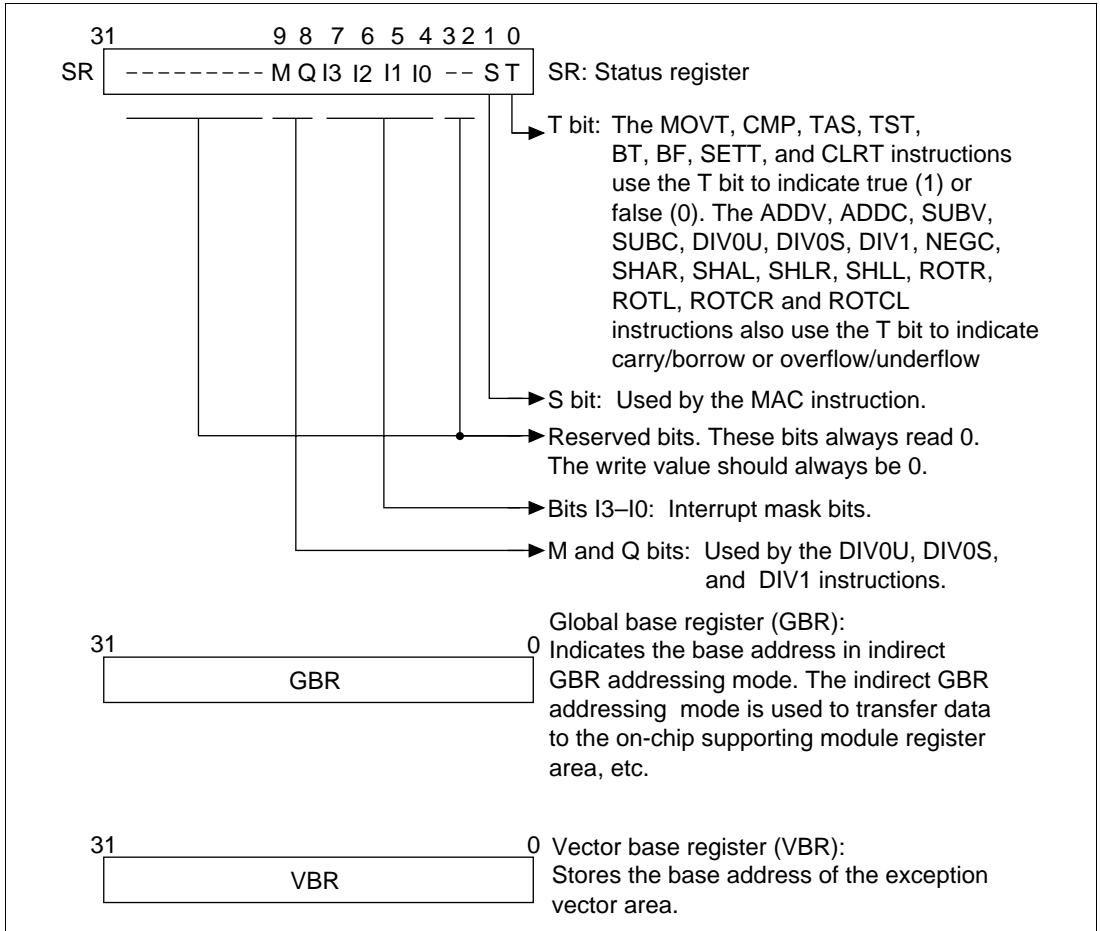 31 9 8 7 6 5 4 3 2 1 0
SR ---------- M Q I3 I2 I1 I0 -- S T SR: Status register
T bit: The MOVT, CMP, TAS, TST,
BT, BF, SETT, and CLRT instructions
use the T bit to indicate true (1) or
false (0). The ADDV, ADDC, SUBV,
SUBC, DIV0U, DIV0S, DIV1, NEGC,
SHAR, SHAL, SHLR, SHLL, ROTR,
ROTL, ROTCR and ROTCL
instructions also use the T bit to indicate
carry/borrow or overflow/underflow
S bit: Used by the MAC instruction.
Reserved bits. These bits always read 0.
The write value should always be 0.
Bits I3–I0: Interrupt mask bits.
M and Q bits: Used by the DIV0U, DIV0S,
and DIV1 instructions.
Global base register (GBR):
31 0 Indicates the base address in indirect
GBR GBR addressing mode. The indirect GBR
addressing mode is used to transfer data
to the on-chip supporting module register
area, etc.
31 0 Vector base register (VBR):
VBR Stores the base address of the exception
vector area.